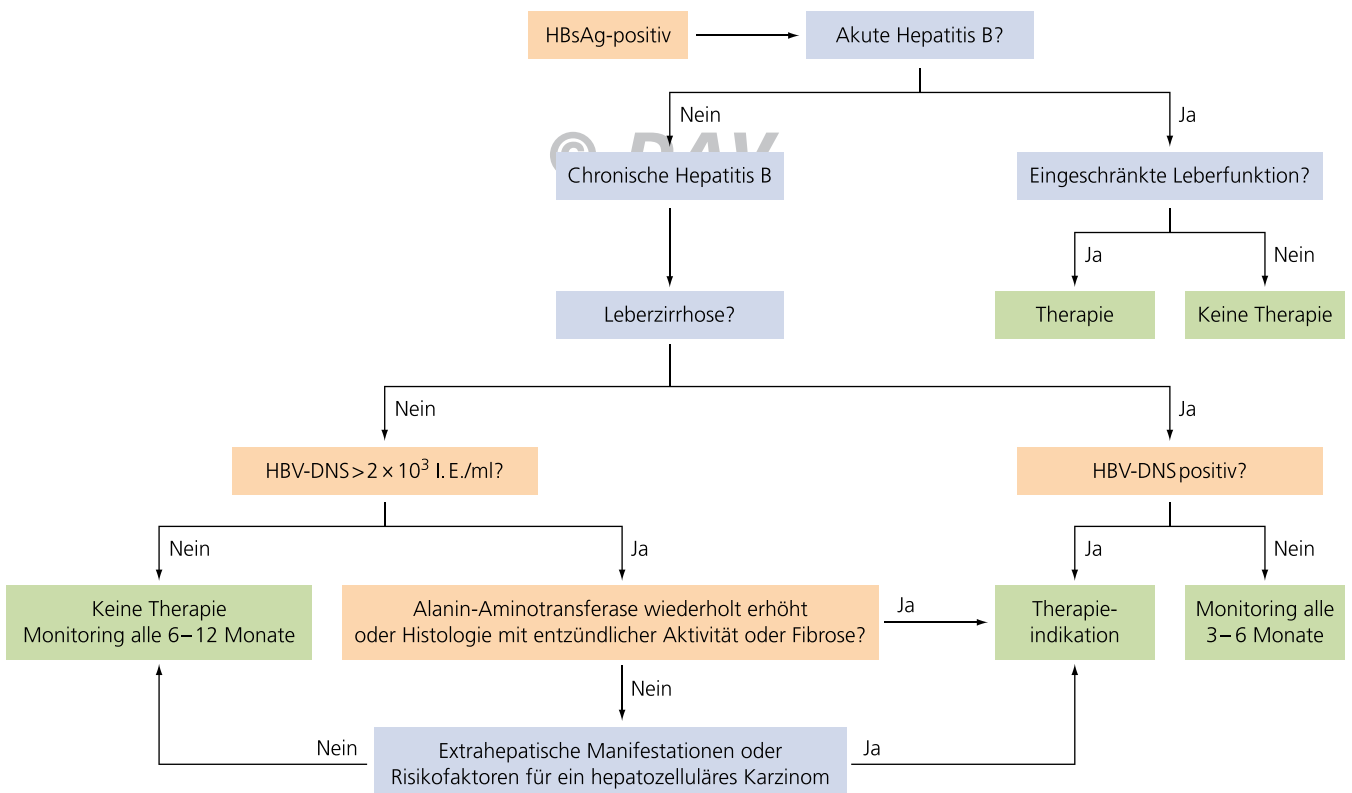 HBsAg-positiv
Akute Hepatitis B?
Nein
Ja
© DAV
Chronische Hepatitis B
Eingeschränkte Leberfunktion?
Ja
Nein
Leberzirrhose?
Therapie
Keine Therapie
Nein
Ja
HBV-DNS > 2 × 10³ I. E./ml?
HBV-DNS positiv?
Nein
Ja
Ja
Nein
Keine Therapie
Monitoring alle 6–12 Monate
Alanin-Aminotransferase wiederholt erhöht
oder Histologie mit entzündlicher Aktivität oder Fibrose?
Ja
Therapie-
indikation
Monitoring alle
3–6 Monate
Nein
Nein
Extrahepatische Manifestationen oder
Risikofaktoren für ein hepatozelluläres Karzinom
Ja